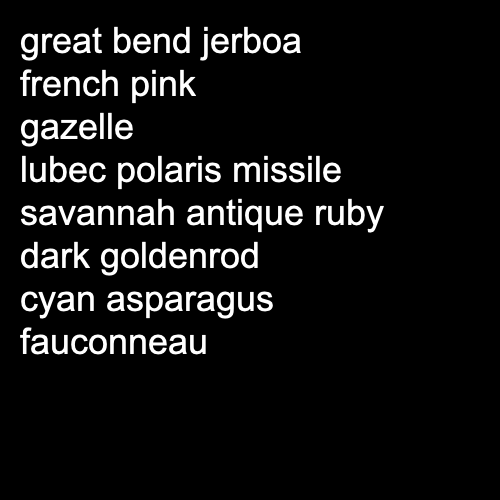 great bend jerboa
french pink
gazelle
lubec polaris missile
savannah antique ruby
dark goldenrod
cyan asparagus
fauconneau